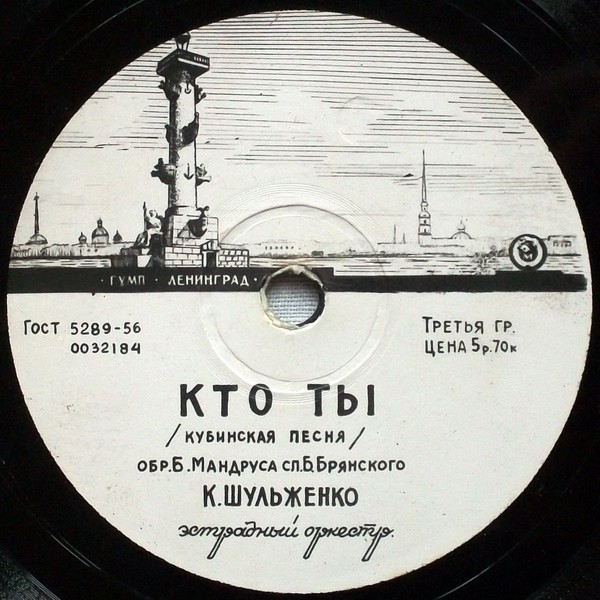 ГУМП · ЛЕНИНГРАД ·
ГОСТ 5289-56
0032184
ТРЕТЬЯ ГР.
ЦЕНА 5р.70к
КТО ТЫ
/КУБИНСКАЯ ПЕСНЯ/
ОБР.Б.МАНДРУСА СЛ.Б.БРЯНСКОГО
К.ШУЛЬЖЕНКО
эстрадный оркестр.